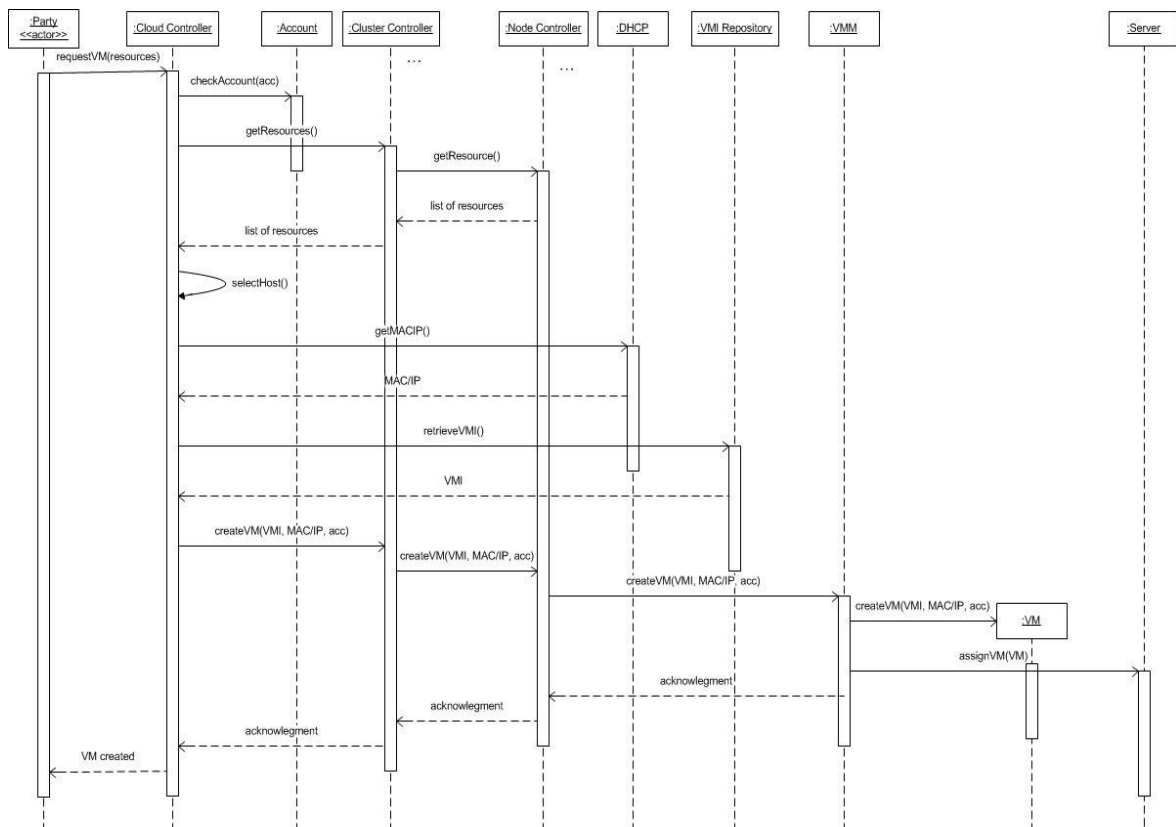 :Party
<<actor>>
:Cloud Controller
:Account
:Cluster Controller
:Node Controller
:DHCP
:VMI Repository
:VMM
:Server
requestVM(resources)
...
...
checkAccount(acc)
getResources()
getResource()
list of resources
list of resources
selectHost()
getMACIP()
MAC/IP
retrieveVMI()
VMI
createVM(VMI, MAC/IP, acc)
createVM(VMI, MAC/IP, acc)
createVM(VMI, MAC/IP, acc)
createVM(VMI, MAC/IP, acc)
:VM
assignVM(VM)
acknowlegment
acknowlegment
acknowlegment
VM created